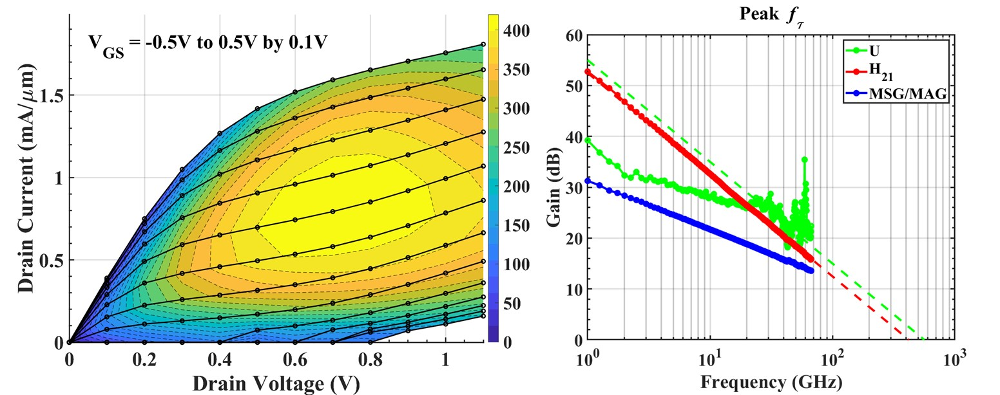 V_GS = -0.5V to 0.5V by 0.1V
Drain Current (mA/μm)
1.5
1
0.5
0
0 0.2 0.4 0.6 0.8 1
Drain Voltage (V)
400
350
300
250
200
150
100
50
0
Peak f_τ
Gain (dB)
60
50
40
30
20
10
0
U
H_21
MSG/MAG
10^0 10^1 10^2 10^3
Frequency (GHz)